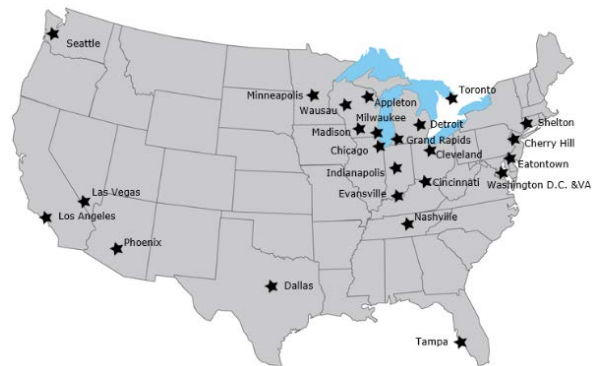 Seattle
Toronto
Minneapolis
Appleton
Wausau
Milwaukee
Detroit
Shelton
Madison
Grand Rapids
Cherry Hill
Chicago
Cleveland
Eatontown
Indianapolis
Cincinnati
Washington D.C. &VA
Las Vegas
Evansville
Los Angeles
Nashville
Phoenix
Dallas
Tampa